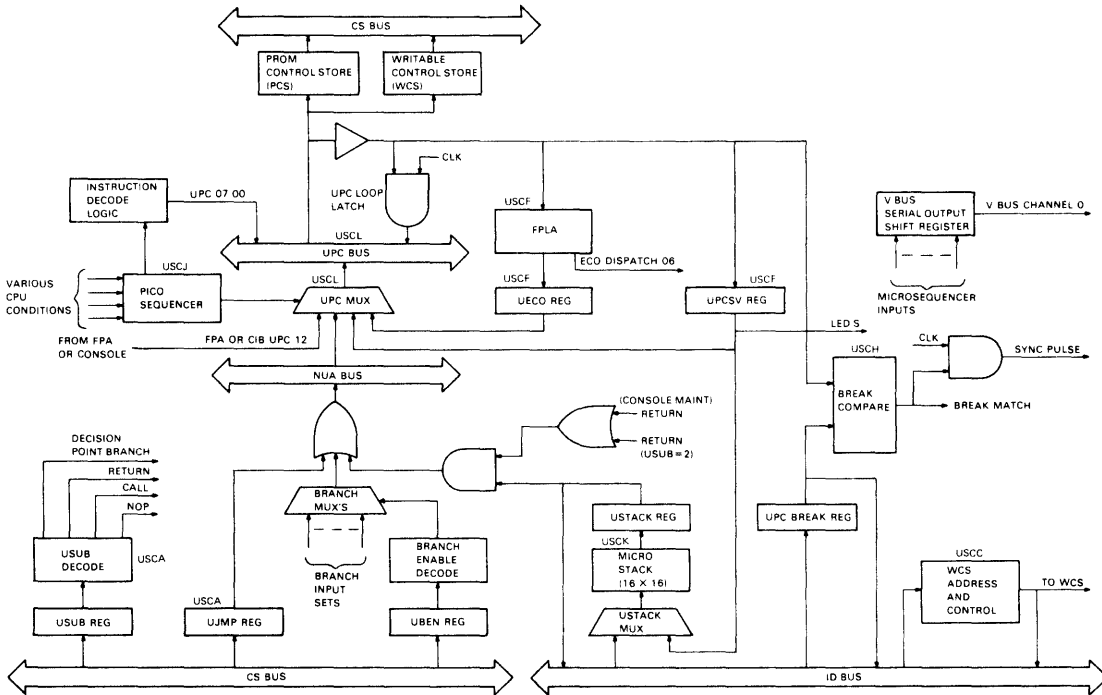 CS BUS
PROM
CONTROL STORE
(PCS)
WRITABLE
CONTROL STORE
(WCS)
CLK
INSTRUCTION
DECODE
LOGIC
UPC 07 00
UPC LOOP
LATCH
USCL
UPC BUS
USCF
FPLA
ECO DISPATCH 06
V BUS
SERIAL OUTPUT
SHIFT REGISTER
V BUS CHANNEL 0
MICROSEQUENCER
INPUTS
VARIOUS
CPU
CONDITIONS
USCJ
PICO
SEQUENCER
USCL
UPC MUX
USCF
UECO REG
USCF
UPCSV REG
LED S
FROM FPA
OR CONSOLE
FPA OR CIB UPC 12
NUA BUS
CLK
SYNC PULSE
USCH
BREAK
COMPARE
BREAK MATCH
(CONSOLE MAINT)
RETURN
RETURN
(USUB = 2)
DECISION
POINT BRANCH
RETURN
CALL
NOP
BRANCH
MUX'S
USTACK REG
UPC BREAK REG
USUB
DECODE
USCA
BRANCH
INPUT
SETS
BRANCH
ENABLE
DECODE
USCK
MICRO
STACK
(16 X 16)
USCC
WCS
ADDRESS
AND
CONTROL
TO WCS
USUB REG
USCA
UJMP REG
UBEN REG
USTACK
MUX
CS BUS
ID BUS